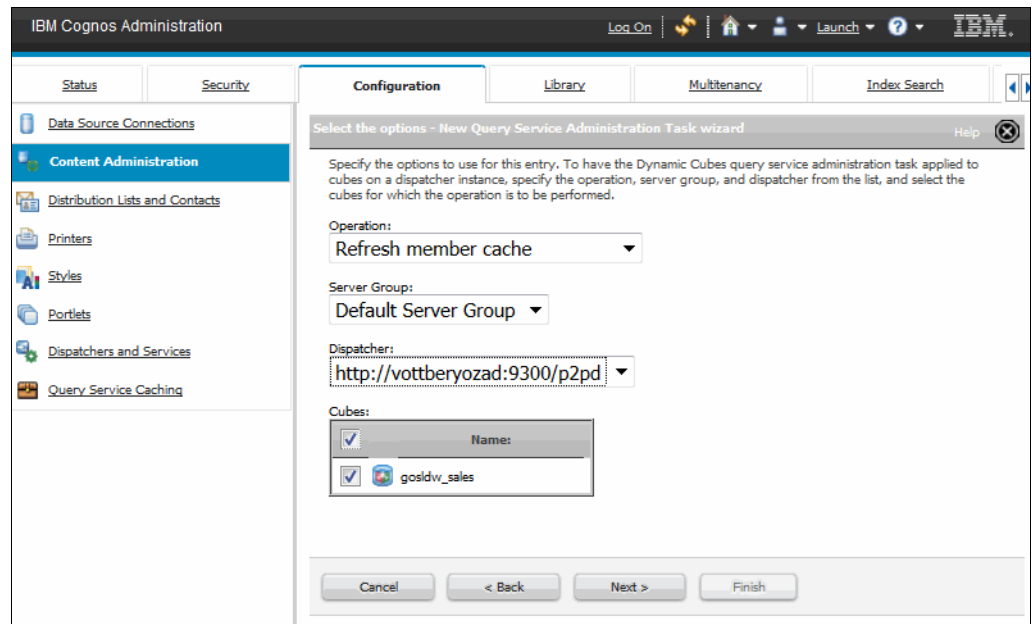 IBM Cognos Administration
Log On
Launch
IBM.
Status
Security
Configuration
Library
Multitenancy
Index Search
Data Source Connections
Content Administration
Distribution Lists and Contacts
Printers
Styles
Portlets
Dispatchers and Services
Query Service Caching
Select the options - New Query Service Administration Task wizard
Help
Specify the options to use for this entry. To have the Dynamic Cubes query service administration task applied to
cubes on a dispatcher instance, specify the operation, server group, and dispatcher from the list, and select the
cubes for which the operation is to be performed.
Operation:
Refresh member cache
Server Group:
Default Server Group
Dispatcher:
http://vottberyozad:9300/p2pd
Cubes:
Name:
gosldw_sales
Cancel
< Back
Next >
Finish